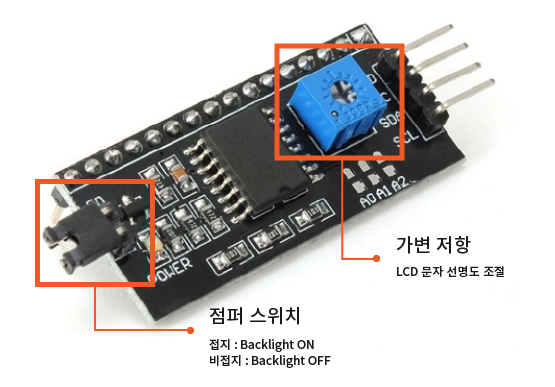 SDA
SCL
A0 A1 A2
POWER
가변 저항
LCD 문자 선명도 조절
점퍼 스위치
접지 : Backlight ON
비접지 : Backlight OFF